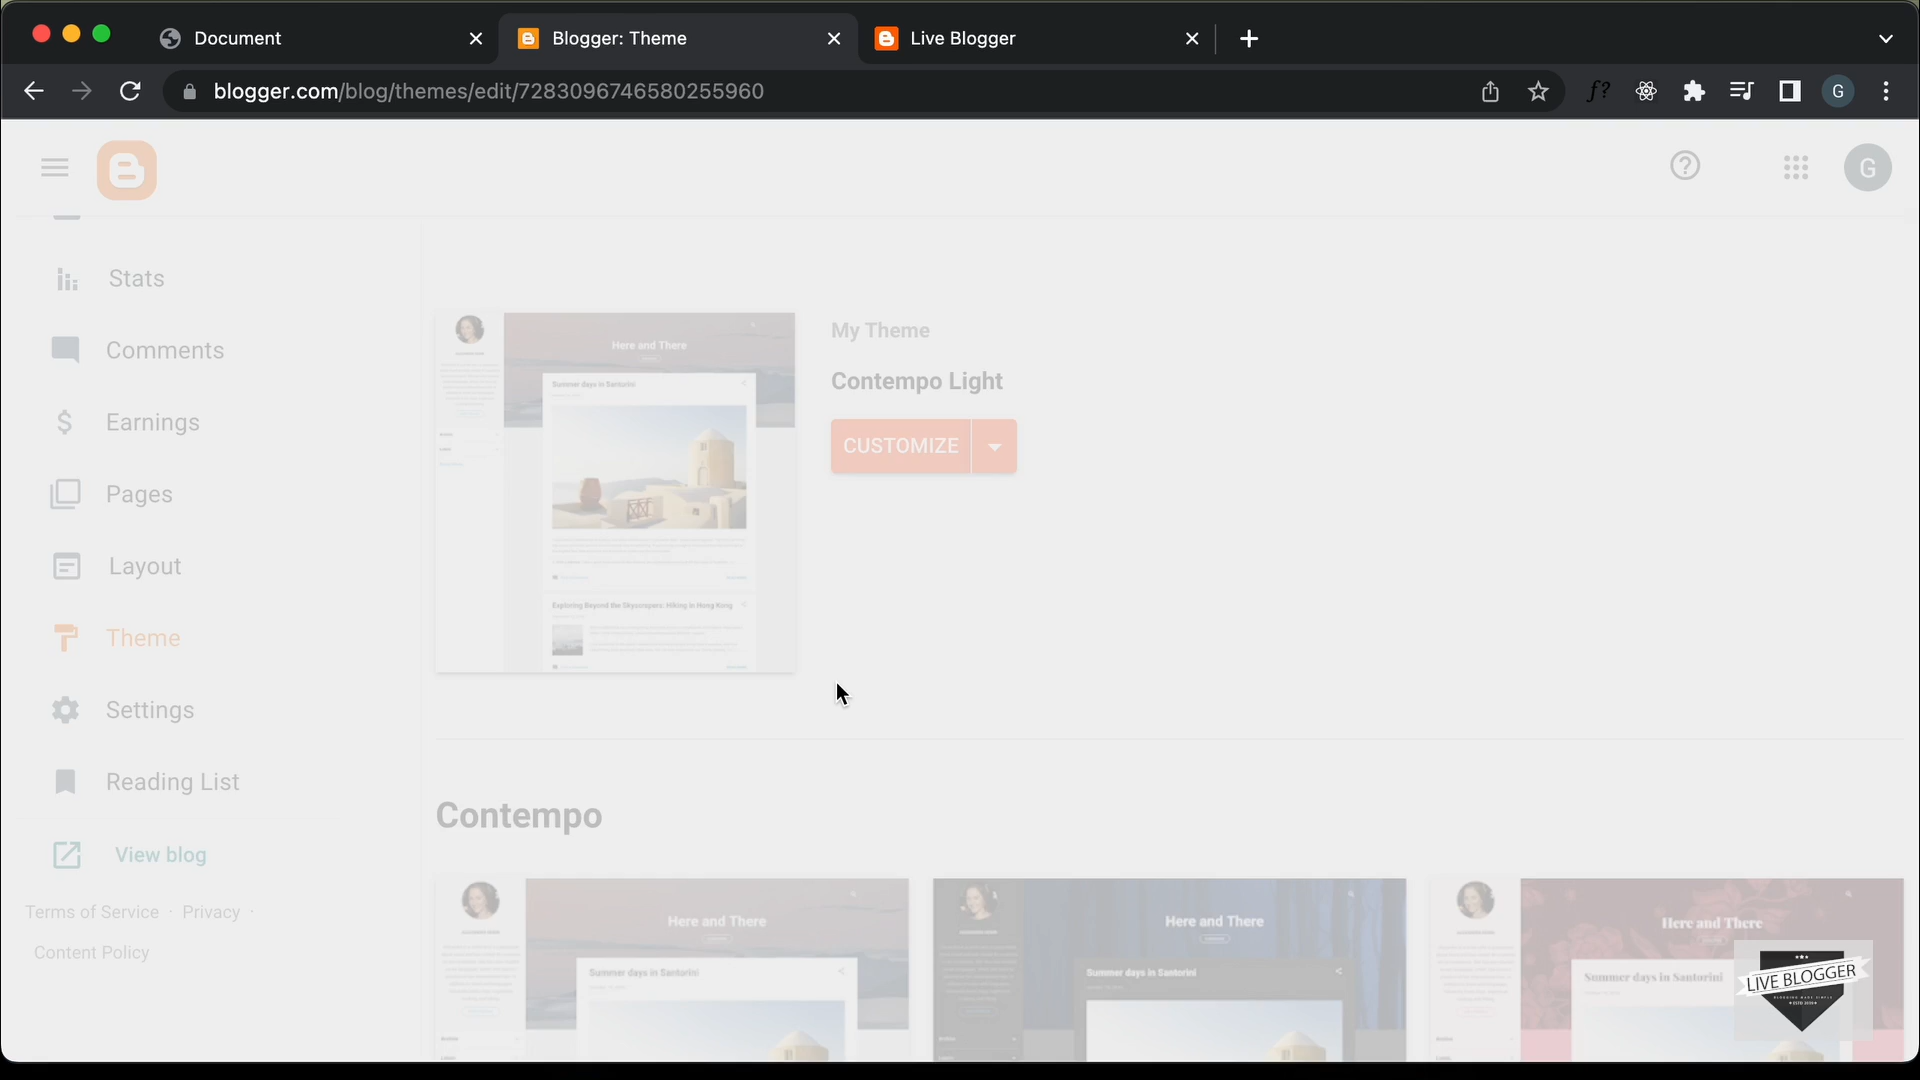 Document
Blogger: Theme
Live Blogger
blogger.com/blog/themes/edit/7283096746580255960
f?
G
G
Stats
Comments
Earnings
Pages
Layout
Theme
Settings
Reading List
View blog
Terms of Service · Privacy ·
Content Policy
My Theme
Contempo Light
CUSTOMIZE
Here and There
Summer days in Santorini
Exploring Beyond the Skyscrapers: Hiking in Hong Kong
Contempo
Here and There
Summer days in Santorini
Here and There
Summer days in Santorini
Here and There
Summer days in Santorini
LIVE BLOGGER